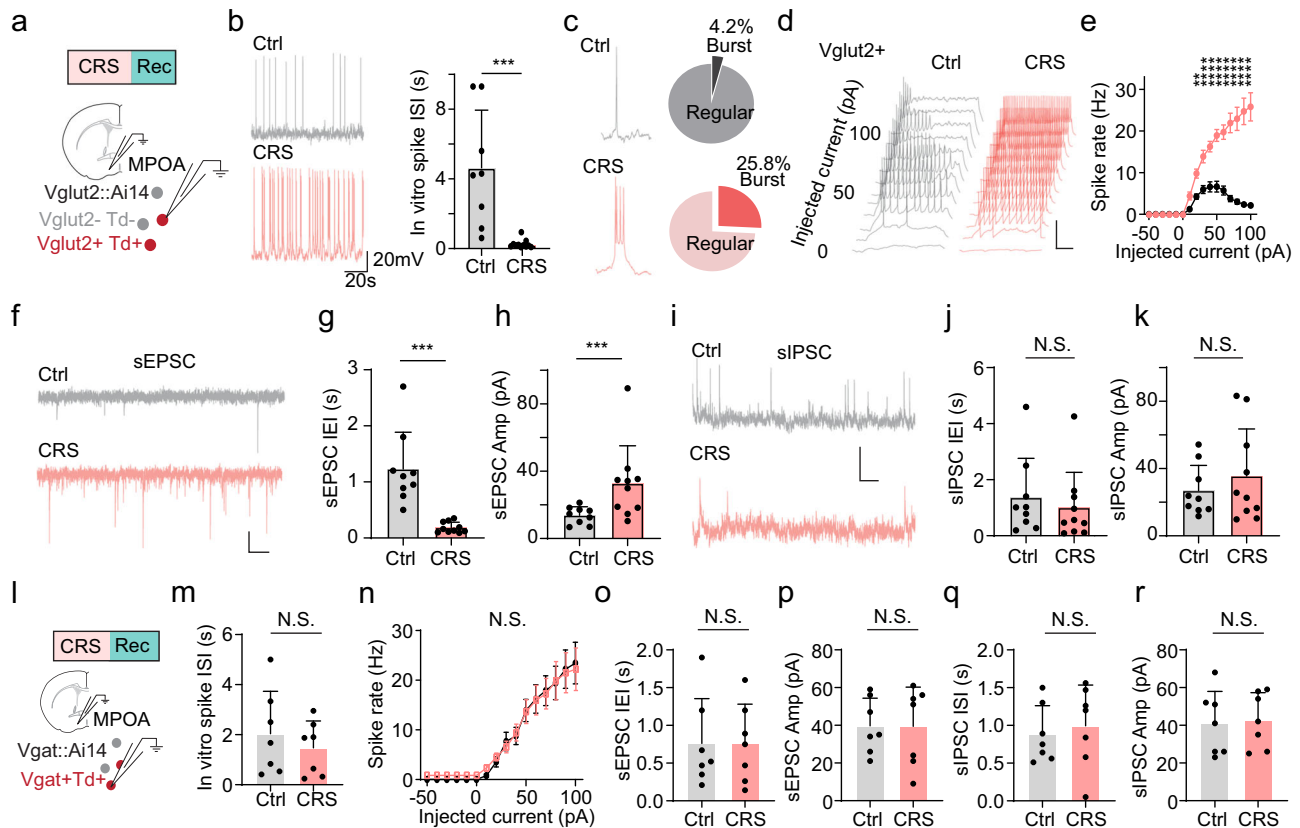 a
CRS Rec
MPOA
Vglut2::Ai14
Vglut2- Td-
Vglut2+ Td+
b
Ctrl
CRS
20mV
20s
In vitro spike ISI (s)
12
8
4
0
***
Ctrl CRS
c
Ctrl
4.2%
Burst
Regular
CRS
25.8%
Burst
Regular
d
Vglut2+
Ctrl CRS
Injected current (pA)
100
50
0
e
Spike rate (Hz)
30
20
10
0
-50 0 50 100
Injected current (pA)
f
sEPSC
Ctrl
CRS
g
sEPSC IEI (s)
3
2
1
0
***
Ctrl CRS
h
sEPSC Amp (pA)
80
40
0
***
Ctrl CRS
i
sIPSC
Ctrl
CRS
j
sIPSC IEI (s)
6
4
2
0
N.S.
Ctrl CRS
k
sIPSC Amp (pA)
80
40
0
N.S.
Ctrl CRS
l
CRS Rec
MPOA
Vgat::Ai14
Vgat+Td+
m
In vitro spike ISI (s)
6
4
2
0
N.S.
Ctrl CRS
n
Spike rate (Hz)
30
20
10
0
N.S.
-50 0 50 100
Injected current (pA)
o
sEPSC IEI (s)
2.0
1.5
1.0
0.5
0.0
N.S.
Ctrl CRS
p
sEPSC Amp (pA)
80
60
40
20
0
N.S.
Ctrl CRS
q
sIPSC ISI (s)
2.0
1.5
1.0
0.5
0.0
N.S.
Ctrl CRS
r
sIPSC Amp (pA)
80
60
40
20
0
N.S.
Ctrl CRS